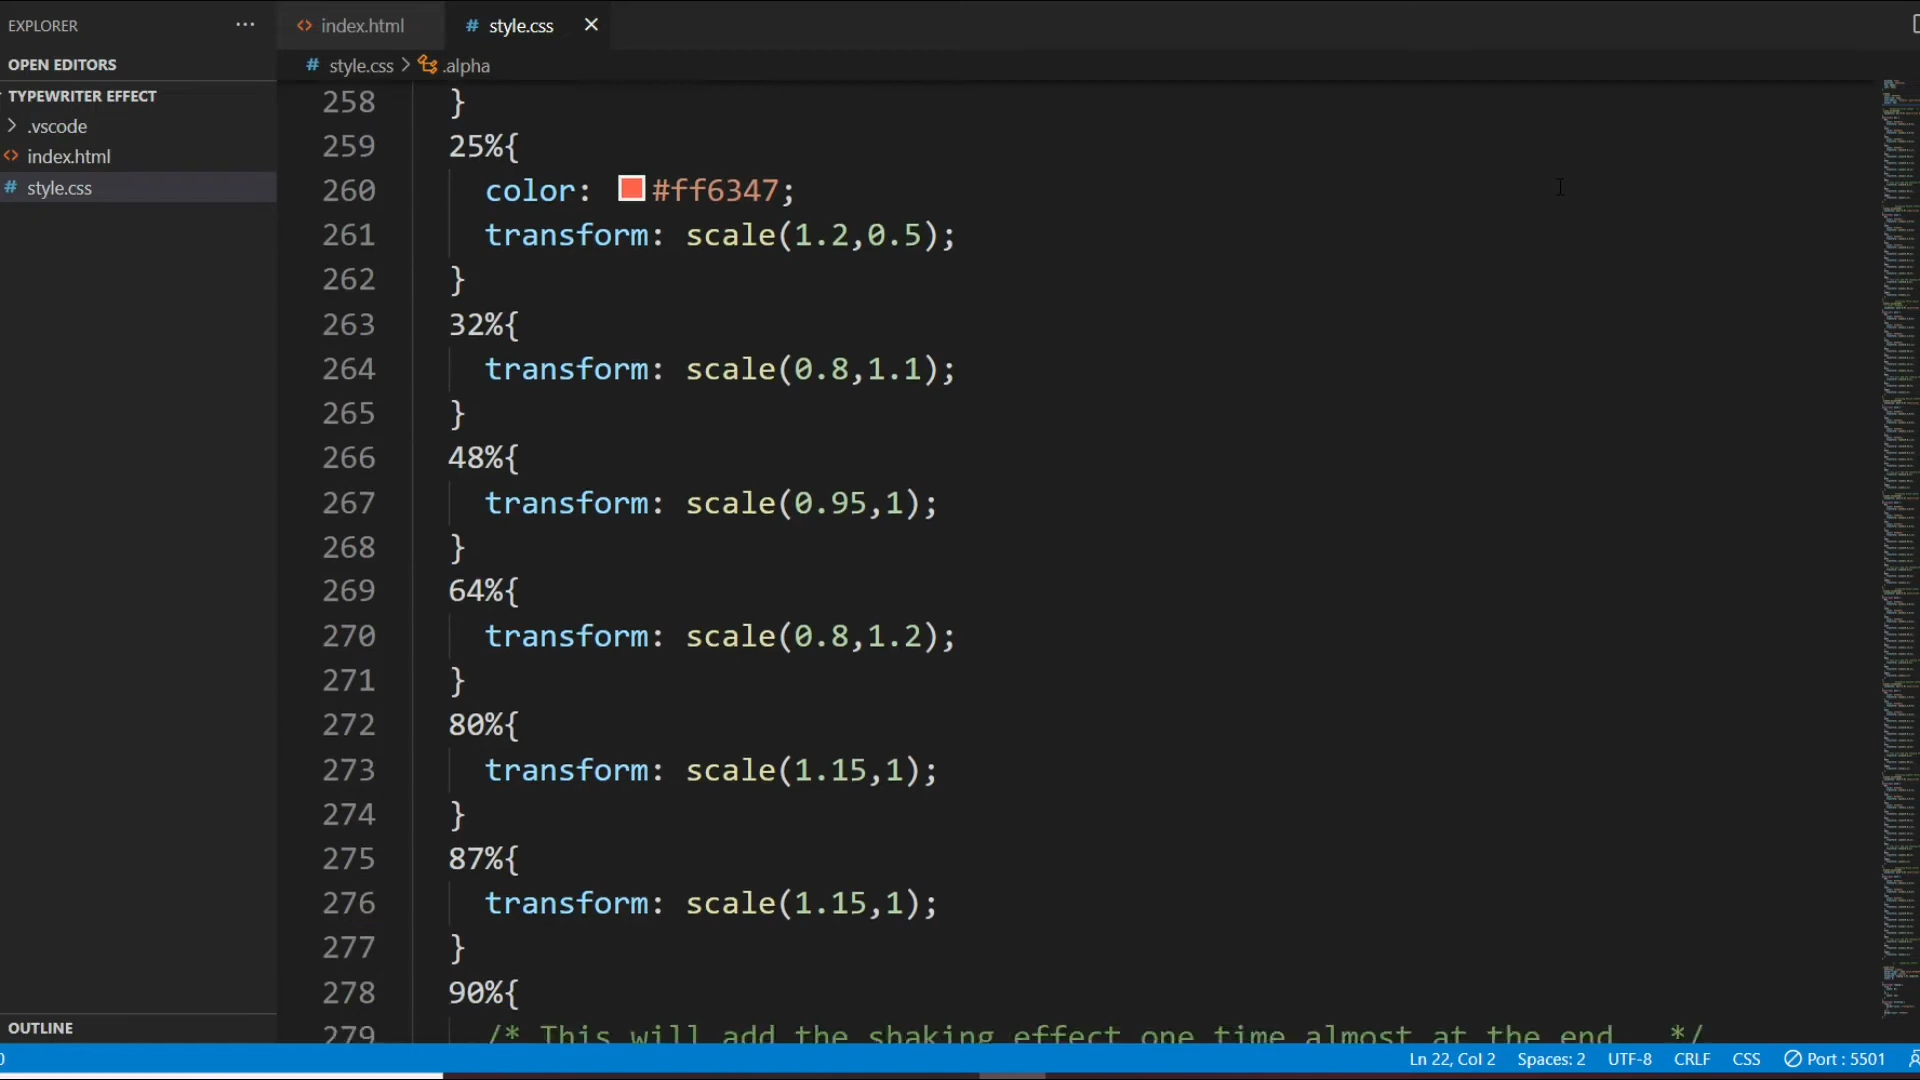 EXPLORER
···
index.html
# style.css
OPEN EDITORS
# style.css > .alpha
TYPEWRITER EFFECT
.vscode
index.html
# style.css
258 }
259 25%{
260 color: #ff6347;
261 transform: scale(1.2,0.5);
262 }
263 32%{
264 transform: scale(0.8,1.1);
265 }
266 48%{
267 transform: scale(0.95,1);
268 }
269 64%{
270 transform: scale(0.8,1.2);
271 }
272 80%{
273 transform: scale(1.15,1);
274 }
275 87%{
276 transform: scale(1.15,1);
277 }
278 90%{
279 /* This will add the shaking effect one time almost at the end */
OUTLINE
0 Ln 22, Col 2 Spaces: 2 UTF-8 CRLF CSS Port : 5501